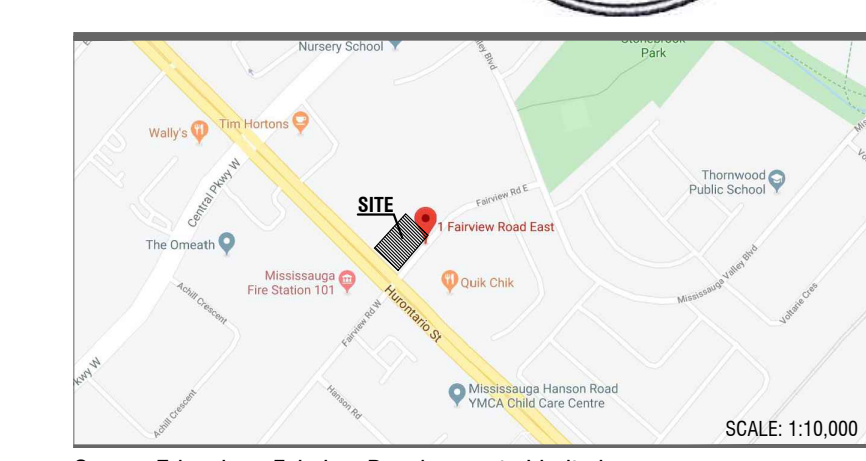 Nursery School
Park
Tim Hortons
Wally's
Central Pkwy W
Thornwood
Public School
SITE
Fairview Rd E
1 Fairview Road East
The Omeath
Mississauga
Fire Station 101
Quik Chik
Mississauga Valley Blvd
Achill Crescent
Hurontario St
Voltarie Cres
Fairview Rd W
kwy W
Hanson Rd
Mississauga Hanson Road
YMCA Child Care Centre
Achill Crescent
SCALE: 1:10,000